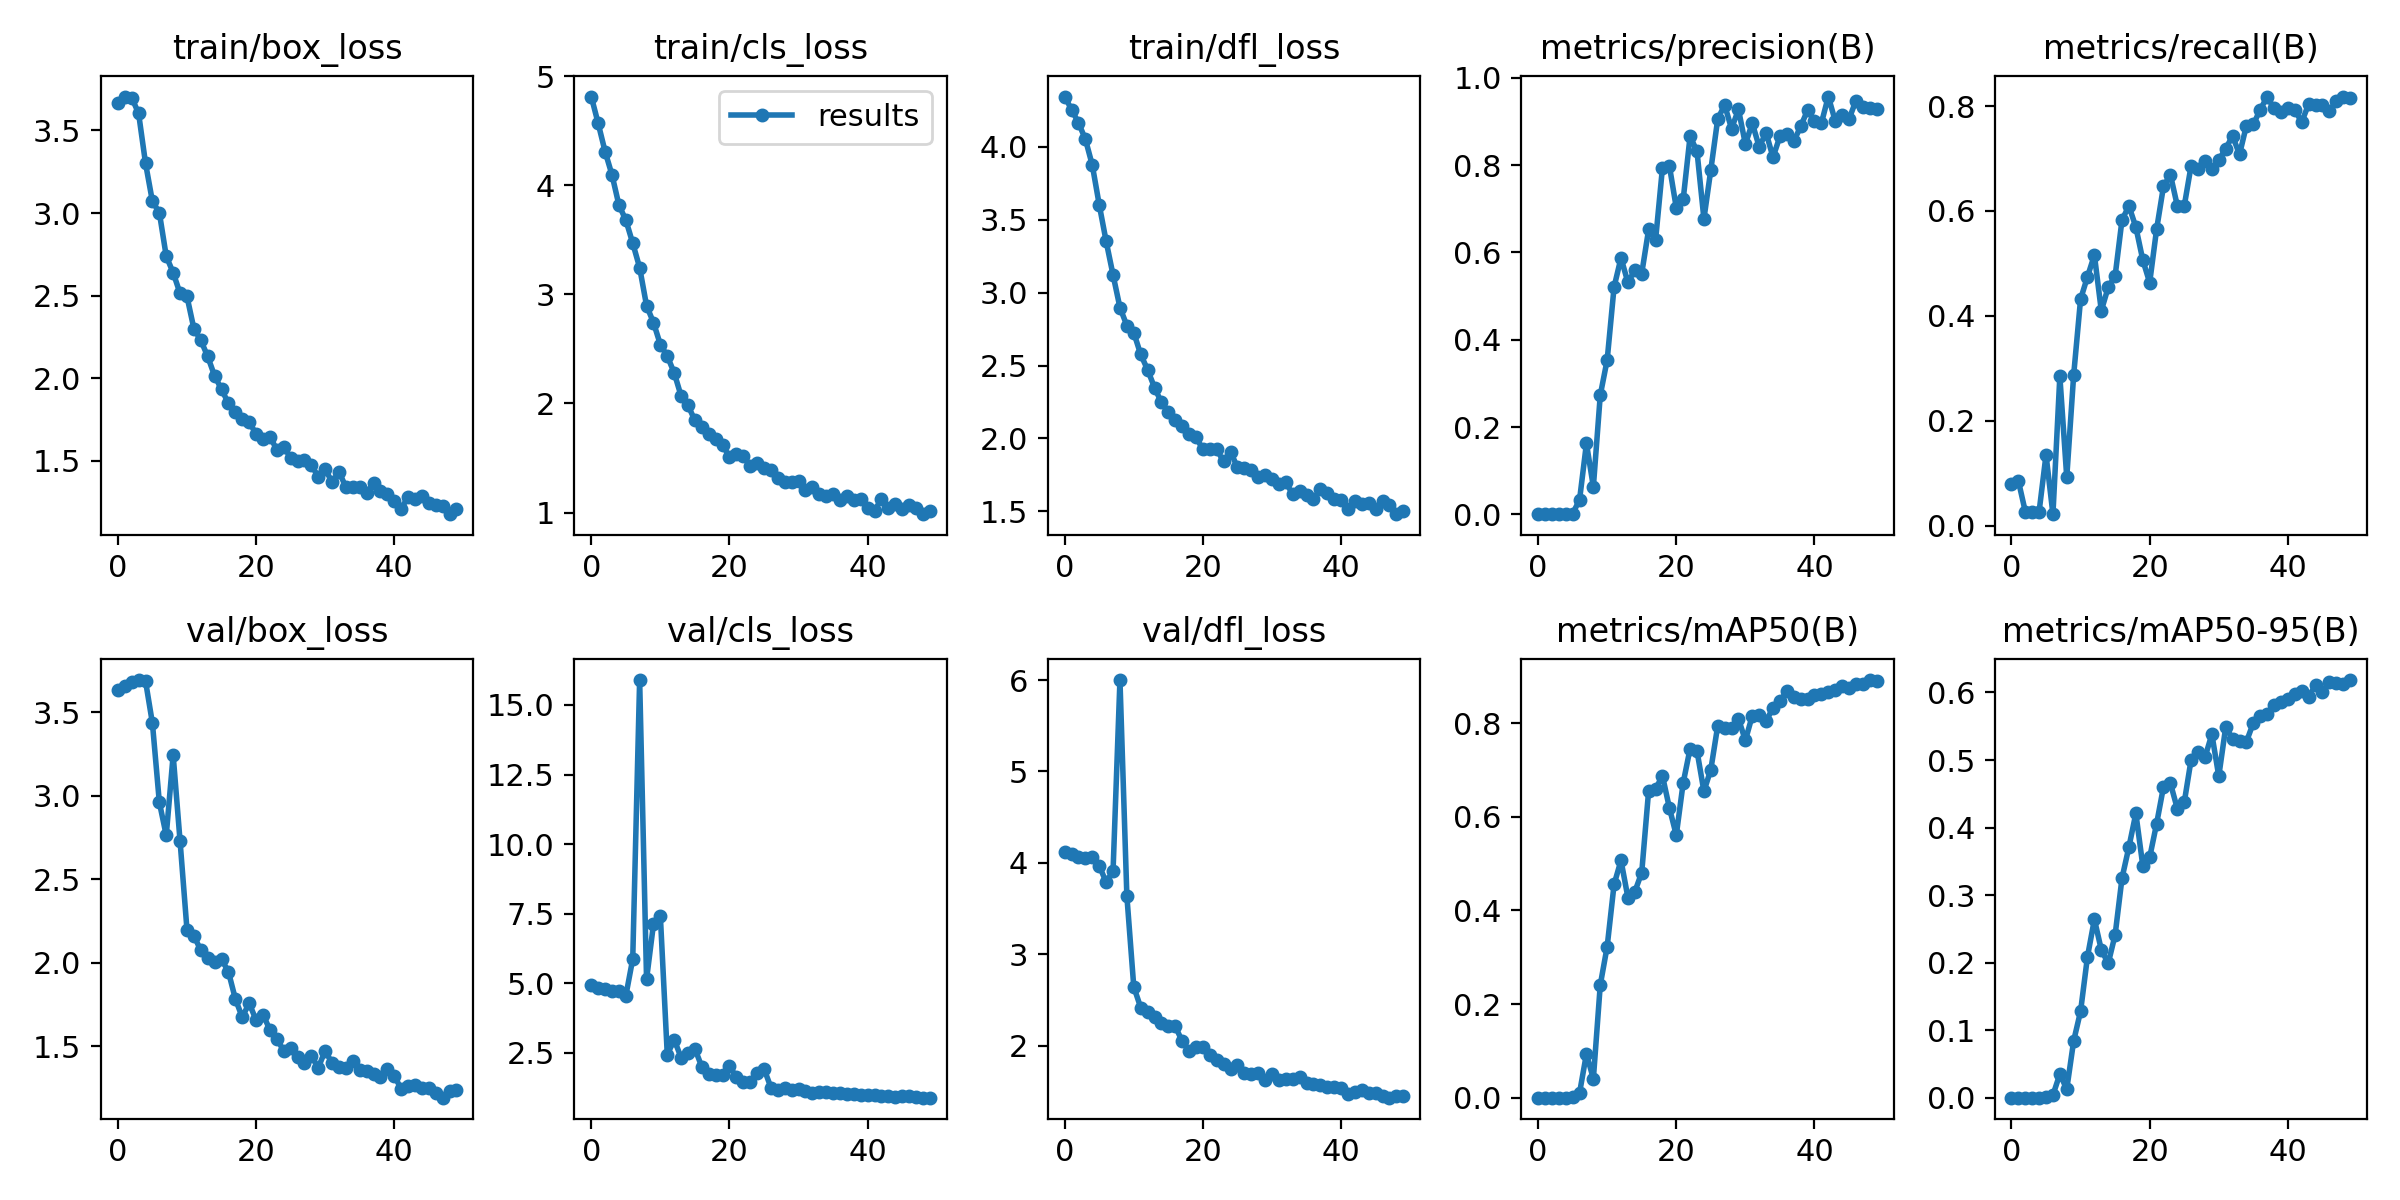 train/box_loss
3.5
3.0
2.5
2.0
1.5
0 20 40
train/cls_loss
results
5
4
3
2
1
0 20 40
train/dfl_loss
4.0
3.5
3.0
2.5
2.0
1.5
0 20 40
metrics/precision(B)
1.0
0.8
0.6
0.4
0.2
0.0
0 20 40
metrics/recall(B)
0.8
0.6
0.4
0.2
0.0
0 20 40
val/box_loss
3.5
3.0
2.5
2.0
1.5
0 20 40
val/cls_loss
15.0
12.5
10.0
7.5
5.0
2.5
0 20 40
val/dfl_loss
6
5
4
3
2
0 20 40
metrics/mAP50(B)
0.8
0.6
0.4
0.2
0.0
0 20 40
metrics/mAP50-95(B)
0.6
0.5
0.4
0.3
0.2
0.1
0.0
0 20 40